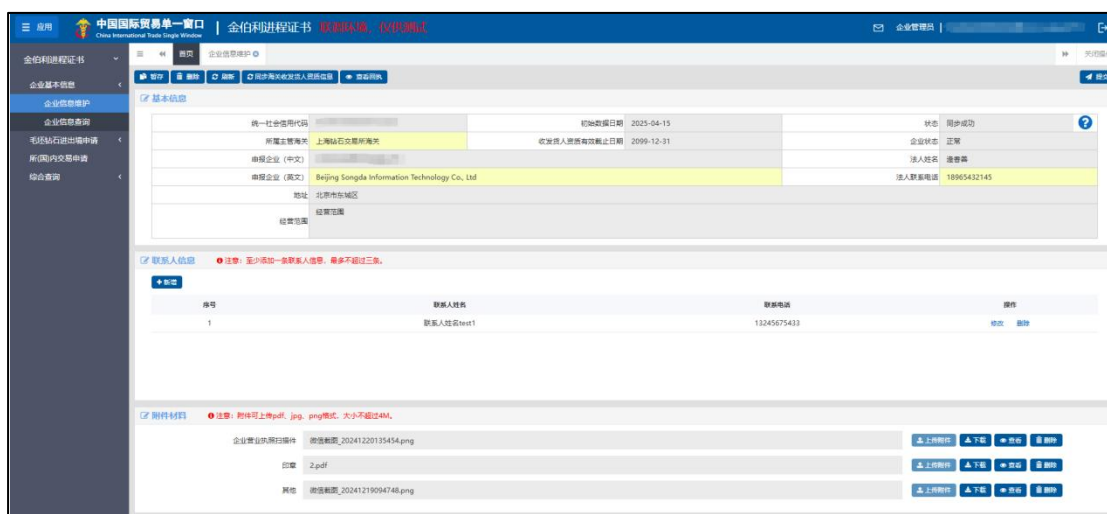 应用 中国国际贸易单一窗口 China International Trade Single Window 金伯利进程证书 企业管理员
金伯利进程证书 首页 企业信息维护
暂存 删除 刷新 同步海关收发货人资质信息 查看回执
企业基本信息
企业信息维护
企业信息查询
毛坯钻石进出境申请
所(国)内交易申请
综合查询
基本信息
统一社会信用代码 初始数据日期 2025-04-15 状态 同步成功
所属主管海关 上海钻石交易所海关 收发货人资质有效截止日期 2099-12-31 企业状态 正常
申报企业（中文） 法人姓名
申报企业（英文） Beijing Songda Information Technology Co., Ltd 法人联系电话 18965432145
地址 北京市东城区
经营范围 经营范围
联系人信息 注意：至少添加一条联系人信息，最多不超过三条。
新增
序号 联系人姓名 联系电话 操作
1 联系人姓名test1 13245675433 修改 删除
附件材料 注意：附件可上传pdf、jpg、png格式，大小不超过4M。
企业营业执照扫描件 微信截图_20241220135454.png 上传附件 下载 查看 删除
印章 2.pdf 上传附件 下载 查看 删除
其他 微信截图_20241219094748.png 上传附件 下载 查看 删除